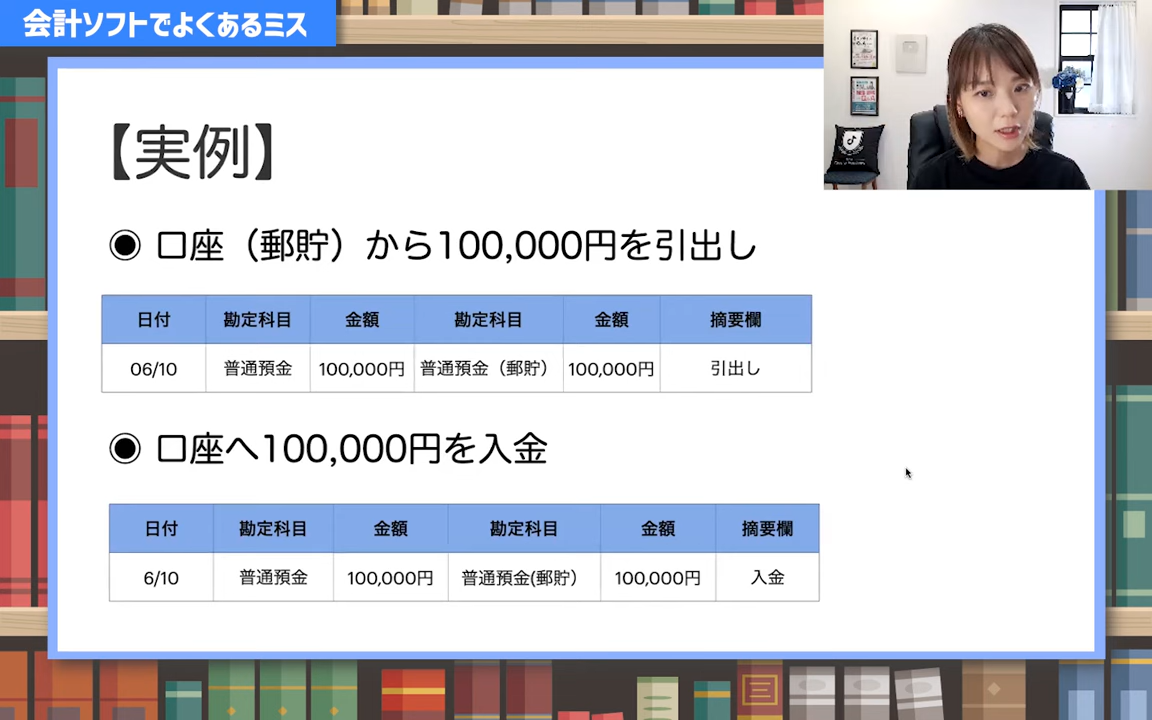 会計ソフトでよくあるミス
【実例】
◉ 口座（郵貯）から100,000円を引出し
日付 勘定科目 金額 勘定科目 金額 摘要欄
06/10 普通預金 100,000円 普通預金（郵貯） 100,000円 引出し
◉ 口座へ100,000円を入金
日付 勘定科目 金額 勘定科目 金額 摘要欄
6/10 普通預金 100,000円 普通預金(郵貯） 100,000円 入金